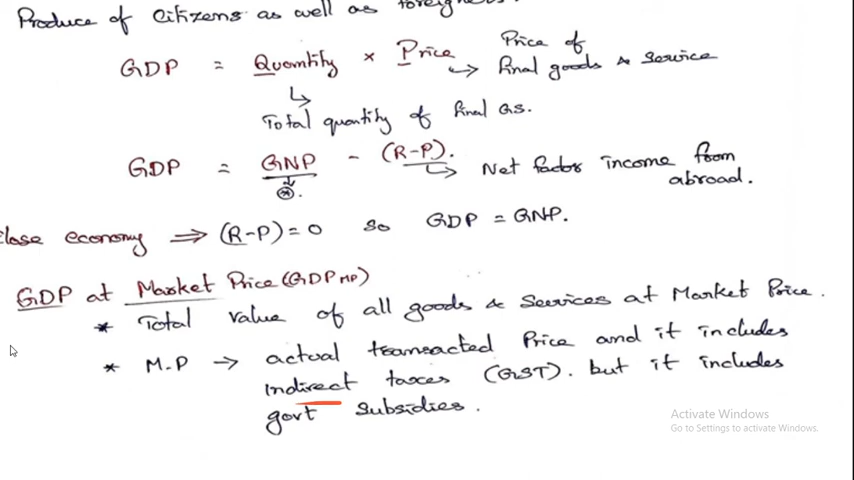 Produce of Citizens as well as foreigners
GDP = Quantity × Price ↳ Price of final goods & service
↳ Total quantity of final GS.
GDP = GNP - (R-P). ↳ Net factor income from abroad.
close economy ⇒ (R-P) = 0 so GDP = GNP.
GDP at Market Price (GDP MP)
* Total value of all goods & Services at Market Price.
* M.P → actual transacted Price and it includes
indirect taxes (GST). but it includes
govt subsidies.
Activate Windows
Go to Settings to activate Windows.